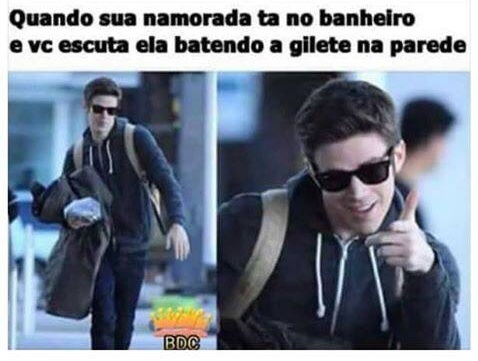 Quando sua namorada ta no banheiro
e vc escuta ela batendo a gilete na parede
BDC